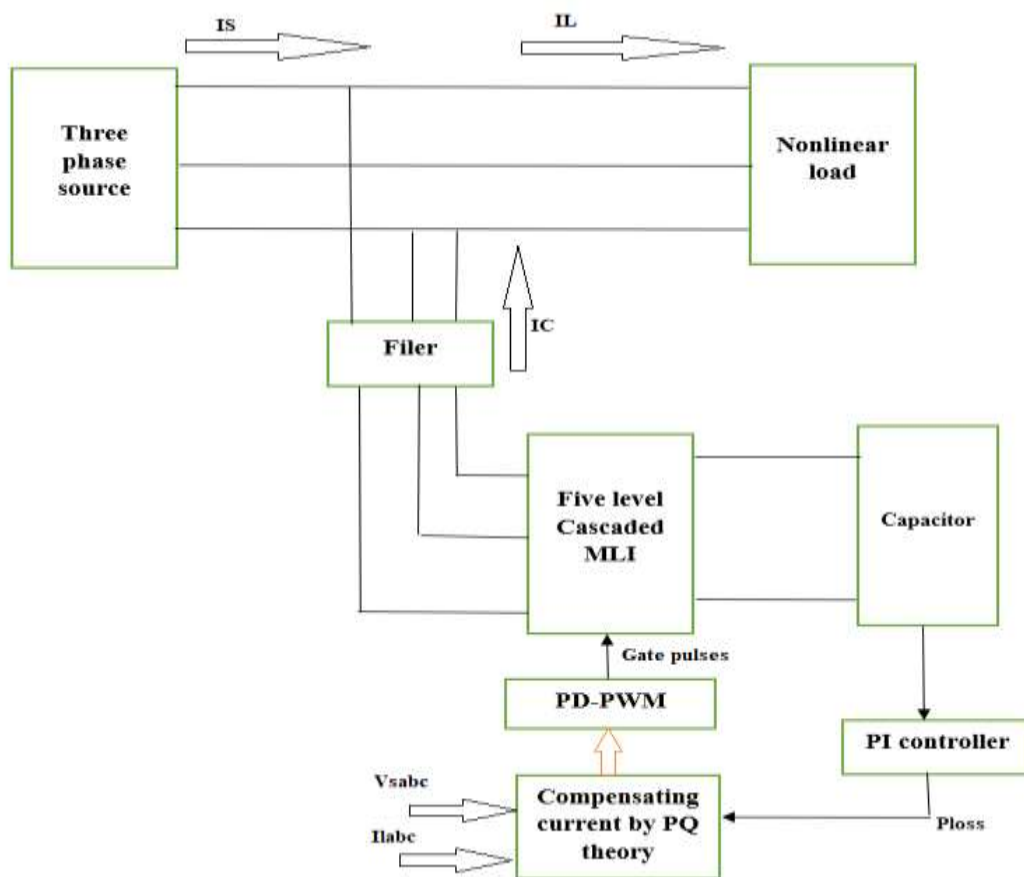 IS
IL
Three
phase
source
Nonlinear
load
IC
Filer
Five level
Cascaded
MLI
Capacitor
Gate pulses
PD-PWM
PI controller
Vsabc
Ilabc
Compensating
current by PQ
theory
Ploss